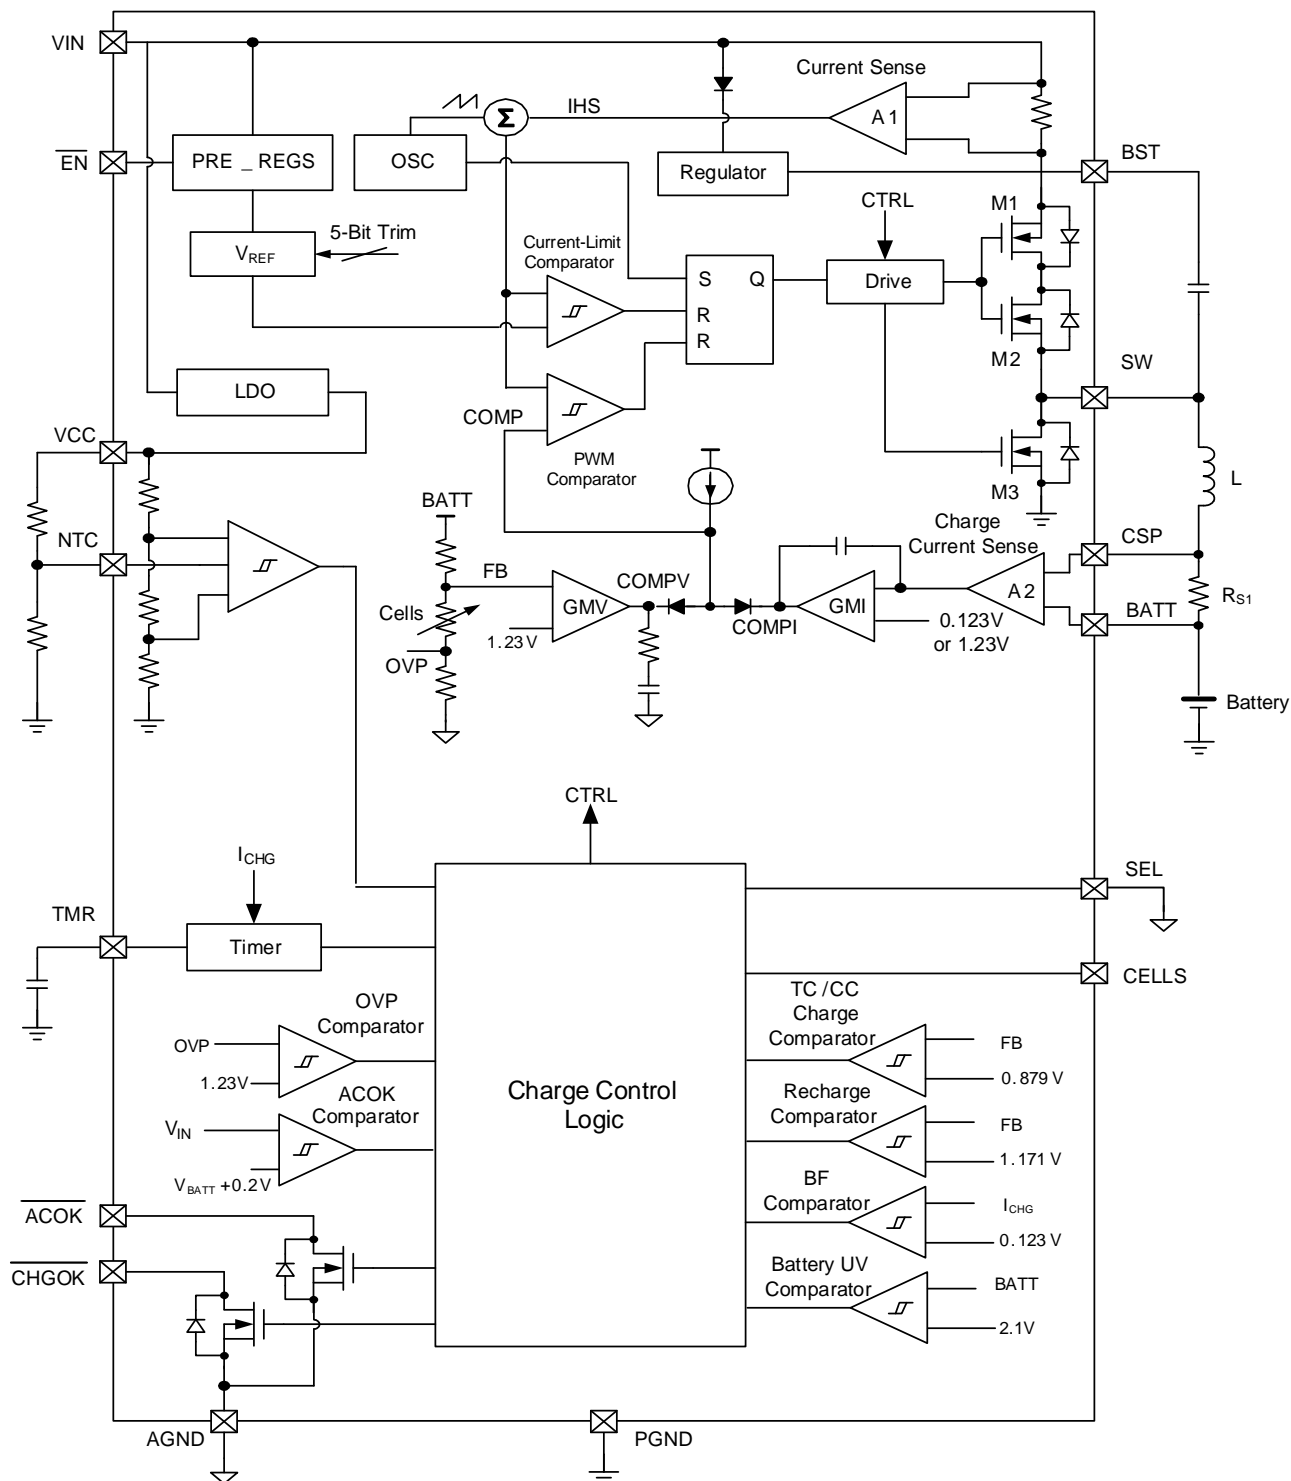 VIN
Current Sense
IHS
Σ
A1
EN
PRE _ REGS
OSC
Regulator
BST
5-Bit Trim
VREF
CTRL
M1
Current-Limit
Comparator
S
Q
R
R
Drive
M2
SW
LDO
COMP
VCC
PWM
Comparator
M3
L
BATT
NTC
Charge
Current Sense
CSP
FB
COMPV
GMV
GMI
A2
RS1
Cells
1.23V
COMPI
0.123V
or 1.23V
BATT
OVP
Battery
CTRL
ICHG
SEL
TMR
Timer
CELLS
OVP
Comparator
TC /CC
Charge
Comparator
OVP
1.23V
FB
0.879 V
Charge Control
Logic
ACOK
Comparator
Recharge
Comparator
VIN
VBATT +0.2V
FB
1.171 V
BF
Comparator
ACOK
ICHG
0.123 V
CHGOK
Battery UV
Comparator
BATT
2.1V
AGND
PGND